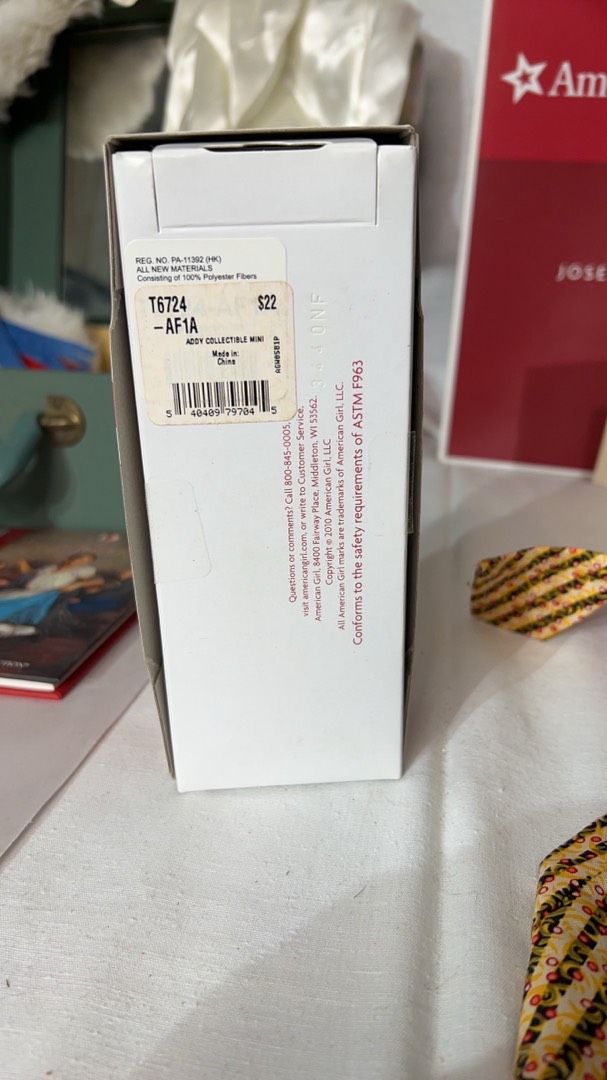 REG. NO. PA-11392 (HK)
ALL NEW MATERIALS
Consisting of 100% Polyester Fibers
T6724 $22
-AF1A
ADDY COLLECTIBLE MINI
Made in:
China
AGW05B1P
5 40409 79704 5
Questions or comments? Call 800-845-0005,
visit americangirl.com, or write to Customer Service,
American Girl, 8400 Fairway Place, Middleton, WI 53562.
Copyright © 2010 American Girl, LLC
All American Girl marks are trademarks of American Girl, LLC.
Conforms to the safety requirements of ASTM F963
Am
JOSE